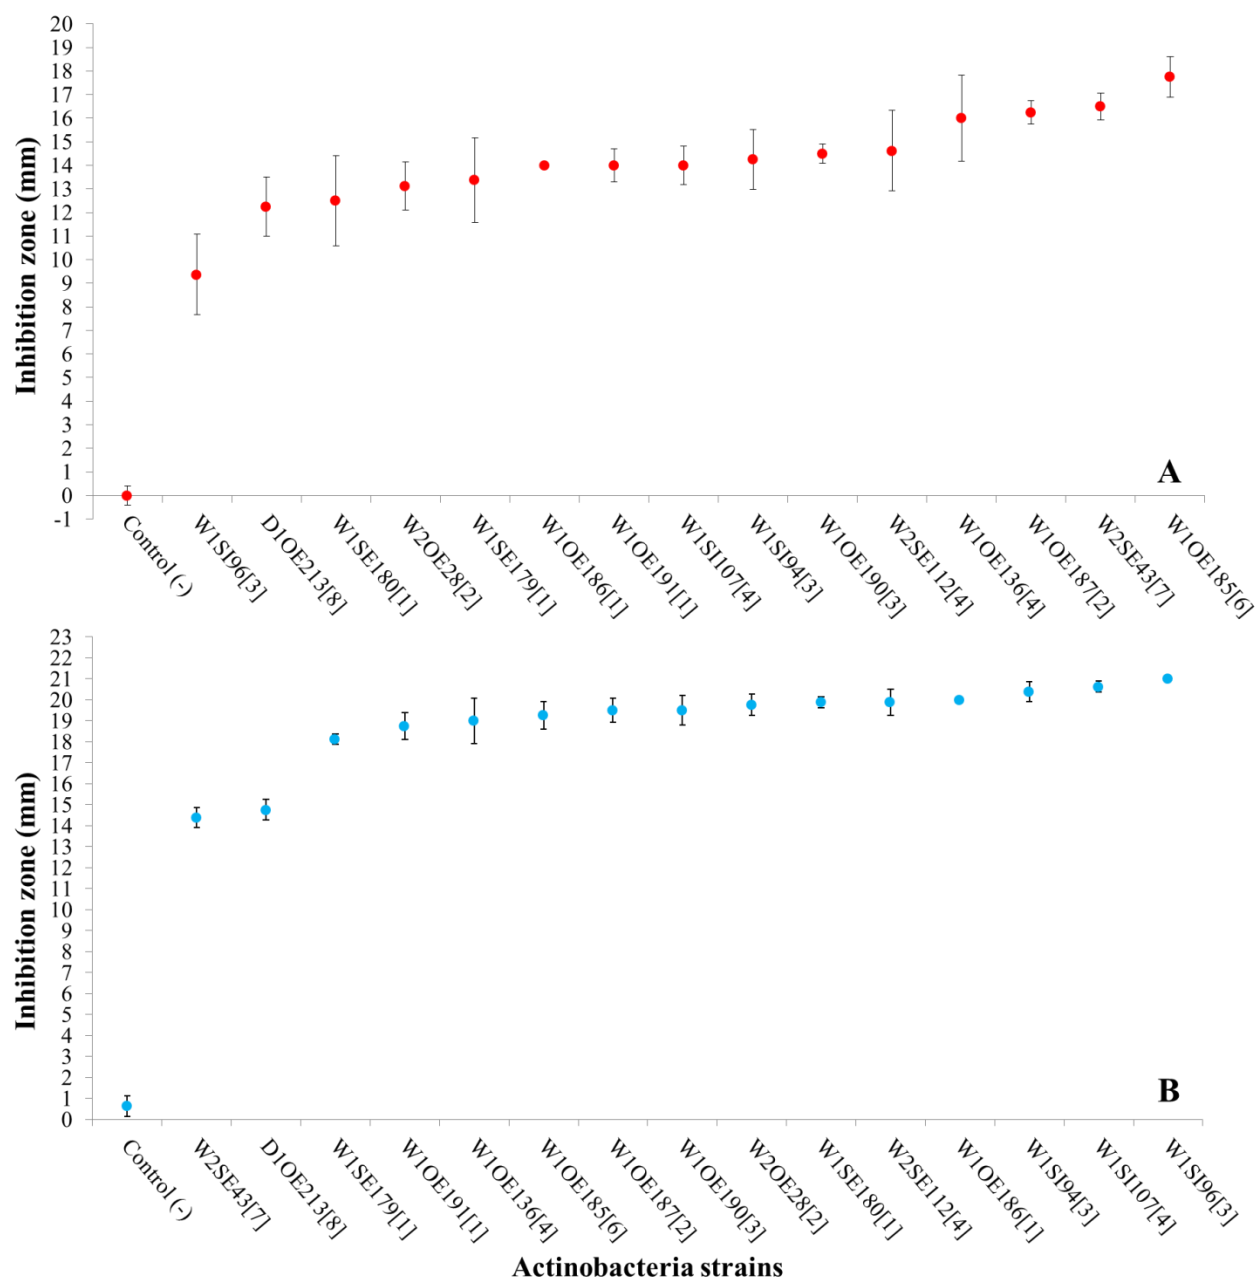 Inhibition zone (mm)
20
19
18
17
16
15
14
13
12
11
10
9
8
7
6
5
4
3
2
1
0
-1
A
Control (-)
W1SI96[3]
D1OE213[8]
W1SE180[1]
W2OE28[2]
W1SE179[1]
W1OE186[1]
W1OE191[1]
W1SI107[4]
W1SI94[3]
W1OE190[3]
W2SE112[4]
W1OE136[4]
W1OE187[2]
W2SE43[7]
W1OE185[6]
Inhibition zone (mm)
23
22
21
20
19
18
17
16
15
14
13
12
11
10
9
8
7
6
5
4
3
2
1
0
B
Control (-)
W2SE43[7]
D1OE213[8]
W1SE179[1]
W1OE191[1]
W1OE136[4]
W1OE185[6]
W1OE187[2]
W1OE190[3]
W2OE28[2]
W1SE180[1]
W2SE112[4]
W1OE186[1]
W1SI94[3]
W1SI107[4]
W1SI96[3]
Actinobacteria strains